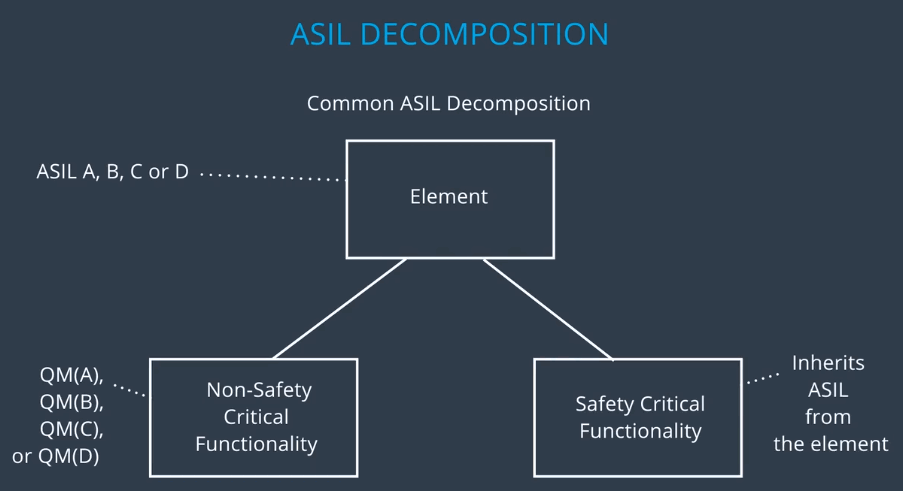 ASIL DECOMPOSITION
Common ASIL Decomposition
ASIL A, B, C or D
Element
QM(A),
QM(B),
QM(C),
or QM(D)
Non-Safety
Critical
Functionality
Safety Critical
Functionality
Inherits
ASIL
from
the element